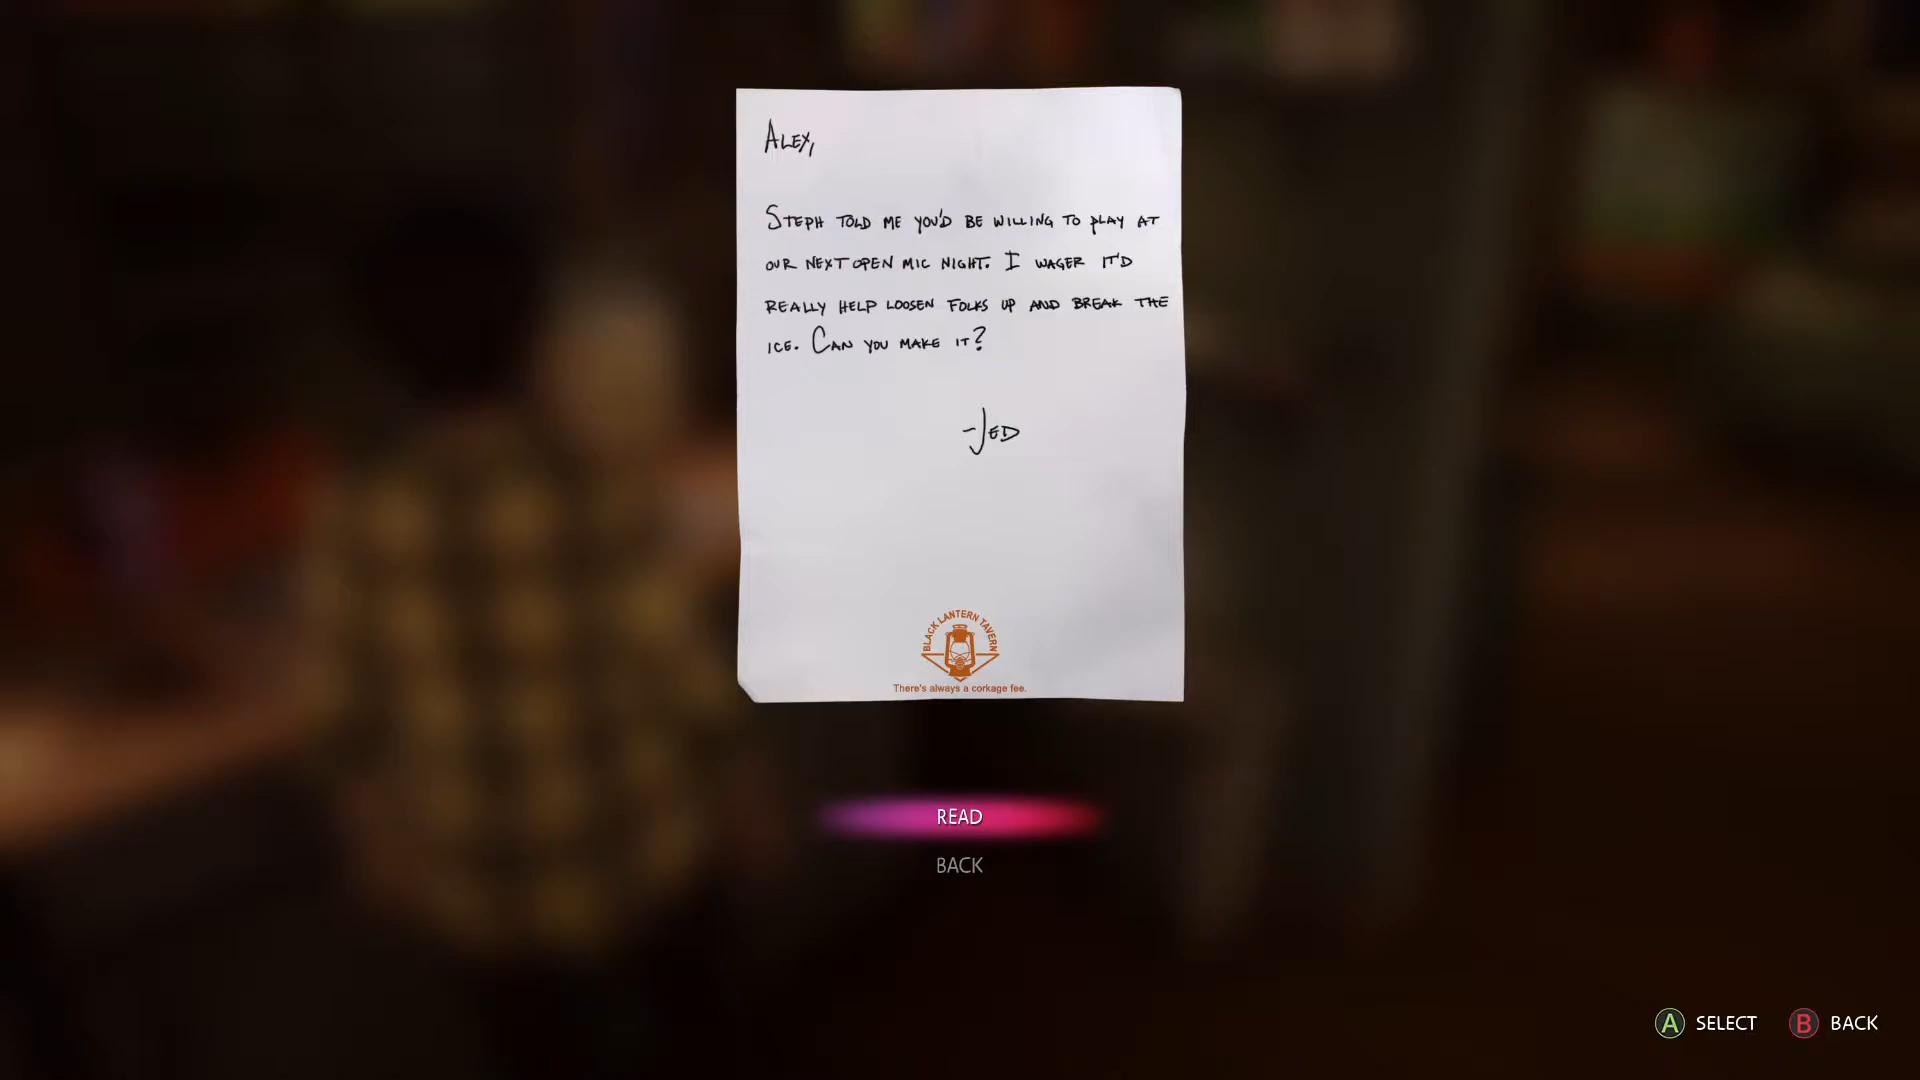 ALEX,
STEPH TOLD ME YOU'D BE WILLING TO PLAY AT
OUR NEXT OPEN MIC NIGHT. I WAGER IT'D
REALLY HELP LOOSEN FOLKS UP AND BREAK THE
ICE. CAN YOU MAKE IT?
-JED
BLACK LANTERN TAVERN
There's always a corkage fee.
READ
BACK
A SELECT B BACK